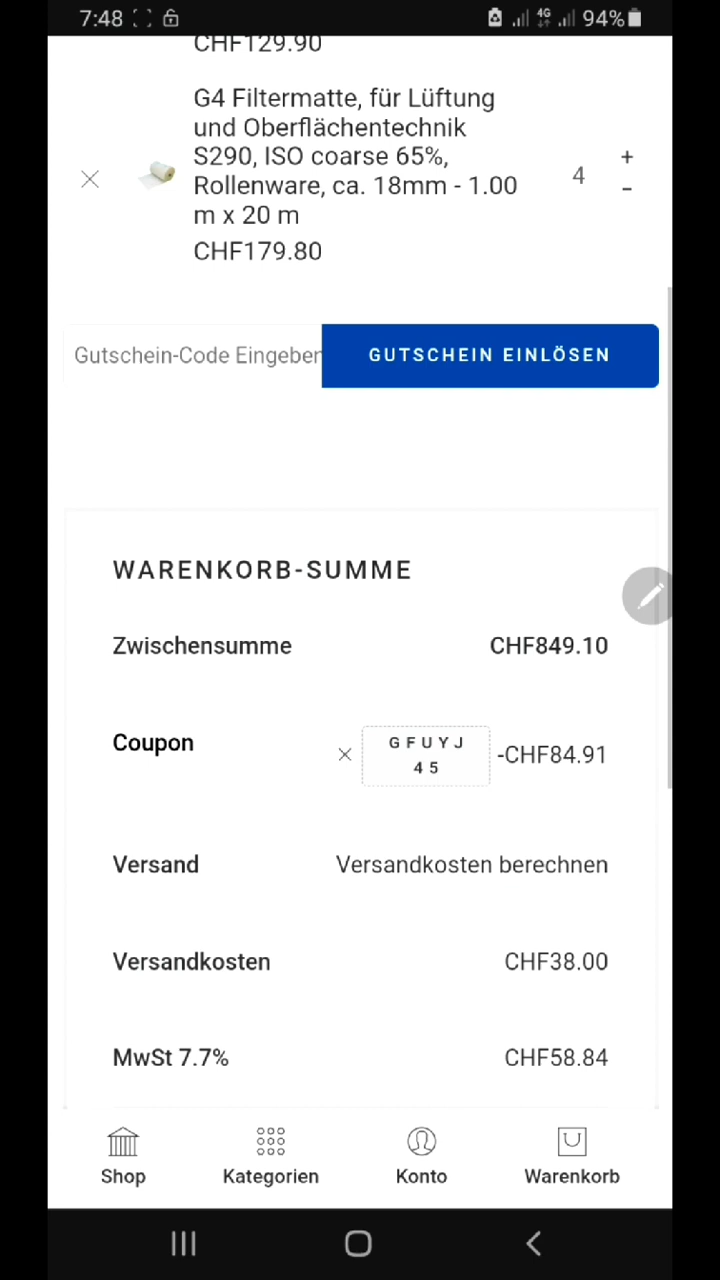 7:48
4G
94%
CHF129.90
G4 Filtermatte, für Lüftung
und Oberflächentechnik
S290, ISO coarse 65%,
Rollenware, ca. 18mm - 1.00
m x 20 m
CHF179.80
4
+
-
Gutschein-Code Eingeben
GUTSCHEIN EINLÖSEN
WARENKORB-SUMME
Zwischensumme CHF849.10
Coupon × GFUYJ
45 -CHF84.91
Versand Versandkosten berechnen
Versandkosten CHF38.00
MwSt 7.7% CHF58.84
Shop Kategorien Konto Warenkorb